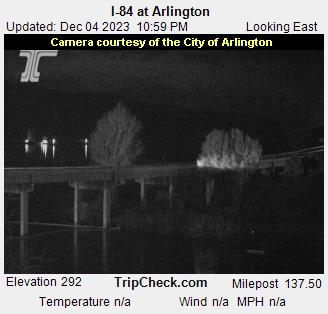 I-84 at Arlington
Updated: Dec 04 2023 10:59 PM Looking East
Camera courtesy of the City of Arlington
Elevation 292 TripCheck.com Milepost 137.50
Temperature n/a Wind n/a MPH n/a